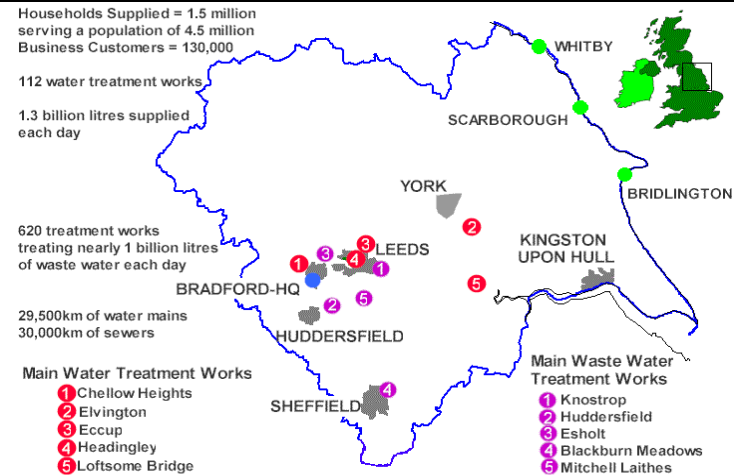 Households Supplied = 1.5 million
serving a population of 4.5 million
Business Customers = 130,000
112 water treatment works
1.3 billion litres supplied
each day
WHITBY
SCARBOROUGH
BRIDLINGTON
YORK
2
620 treatment works
treating nearly 1 billion litres
of waste water each day
3
3
LEEDS
1
4
1
KINGSTON
UPON HULL
BRADFORD-HQ
2
5
5
29,500km of water mains
30,000km of sewers
HUDDERSFIELD
SHEFFIELD
4
Main Water Treatment Works
1 Chellow Heights
2 Elvington
3 Eccup
4 Headingley
5 Loftsome Bridge
Main Waste Water
Treatment Works
1 Knostrop
2 Huddersfield
3 Esholt
4 Blackburn Meadows
5 Mitchell Laithes